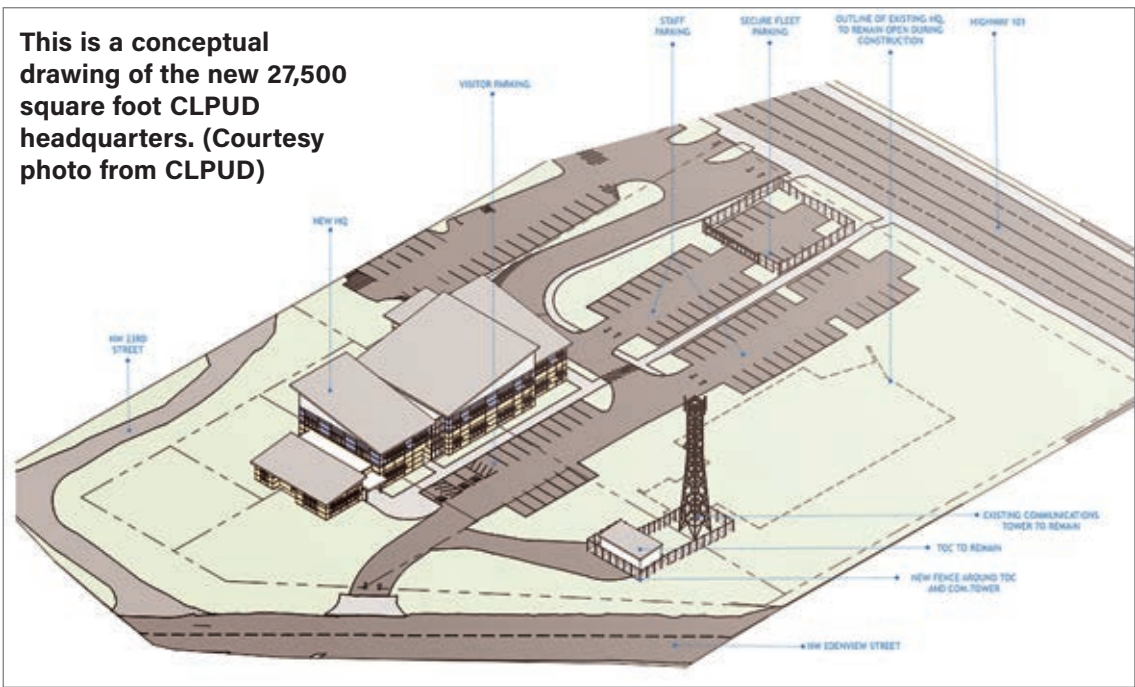 This is a conceptual
drawing of the new 27,500
square foot CLPUD
headquarters. (Courtesy
photo from CLPUD)
STAFF
PARKING
SECURE FLEET
PARKING
OUTLINE OF EXISTING HQ,
TO REMAIN OPEN DURING
CONSTRUCTION
HIGHWAY 101
VISITOR PARKING
NEW HQ
NW 33RD
STREET
EXISTING COMMUNICATIONS
TOWER TO REMAIN
TOC TO REMAIN
NEW FENCE AROUND TOC
AND COM.TOWER
NW EDENVIEW STREET